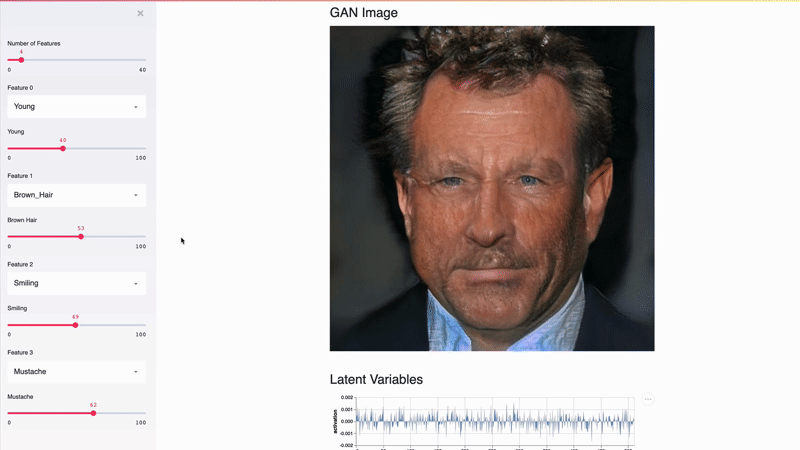 ×
Number of Features
4
0 40
Feature 0
Young
Young
40
0 100
Feature 1
Brown_Hair
Brown Hair
53
0 100
Feature 2
Smiling
Smiling
69
0 100
Feature 3
Mustache
Mustache
62
0 100
GAN Image
Latent Variables
0.002
0.001
0.000
-0.001
-0.002
activation